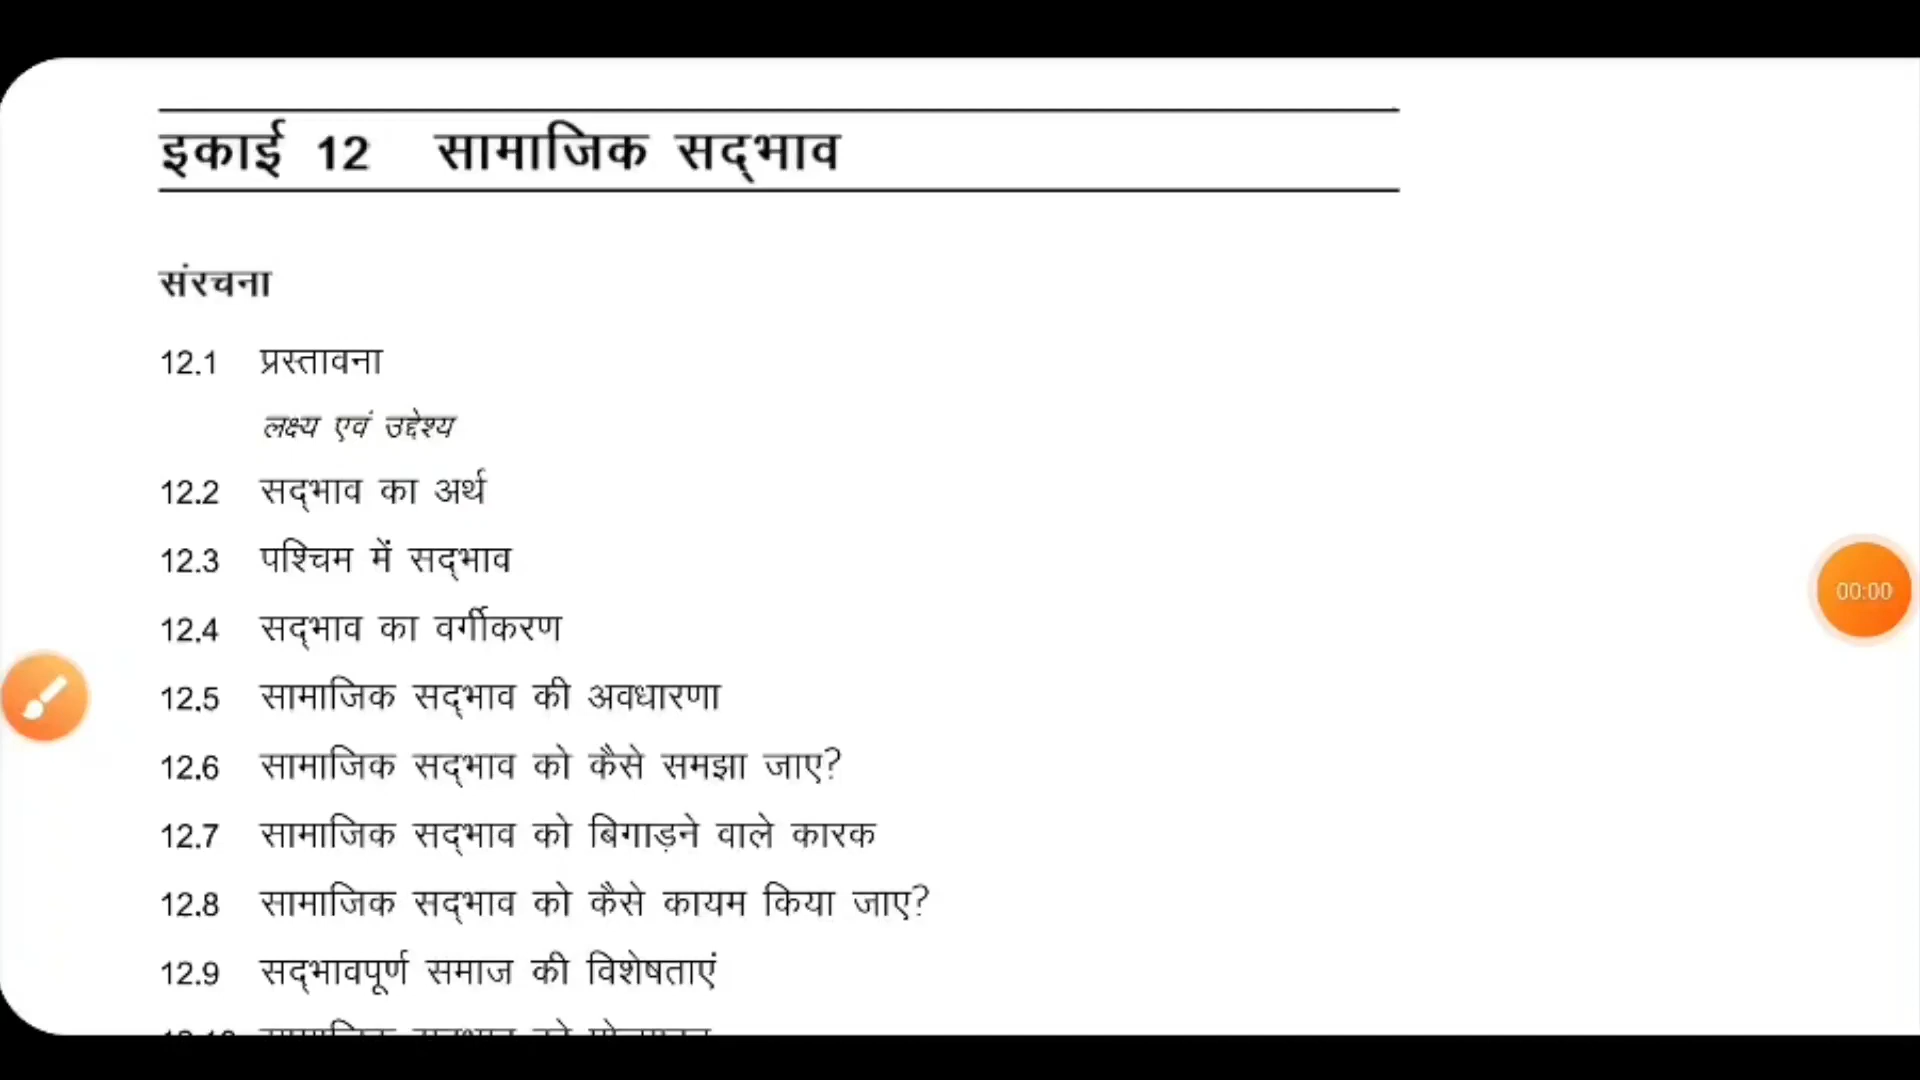 इकाई 12 सामाजिक सद्‌भाव
संरचना
12.1 प्रस्तावना
लक्ष्य एवं उद्देश्य
12.2 सद्‌भाव का अर्थ
12.3 पश्चिम में सद्‌भाव
12.4 सद्‌भाव का वर्गीकरण
12.5 सामाजिक सद्‌भाव की अवधारणा
12.6 सामाजिक सद्‌भाव को कैसे समझा जाए?
12.7 सामाजिक सद्‌भाव को बिगाड़ने वाले कारक
12.8 सामाजिक सद्‌भाव को कैसे कायम किया जाए?
12.9 सद्‌भावपूर्ण समाज की विशेषताएं
00:00